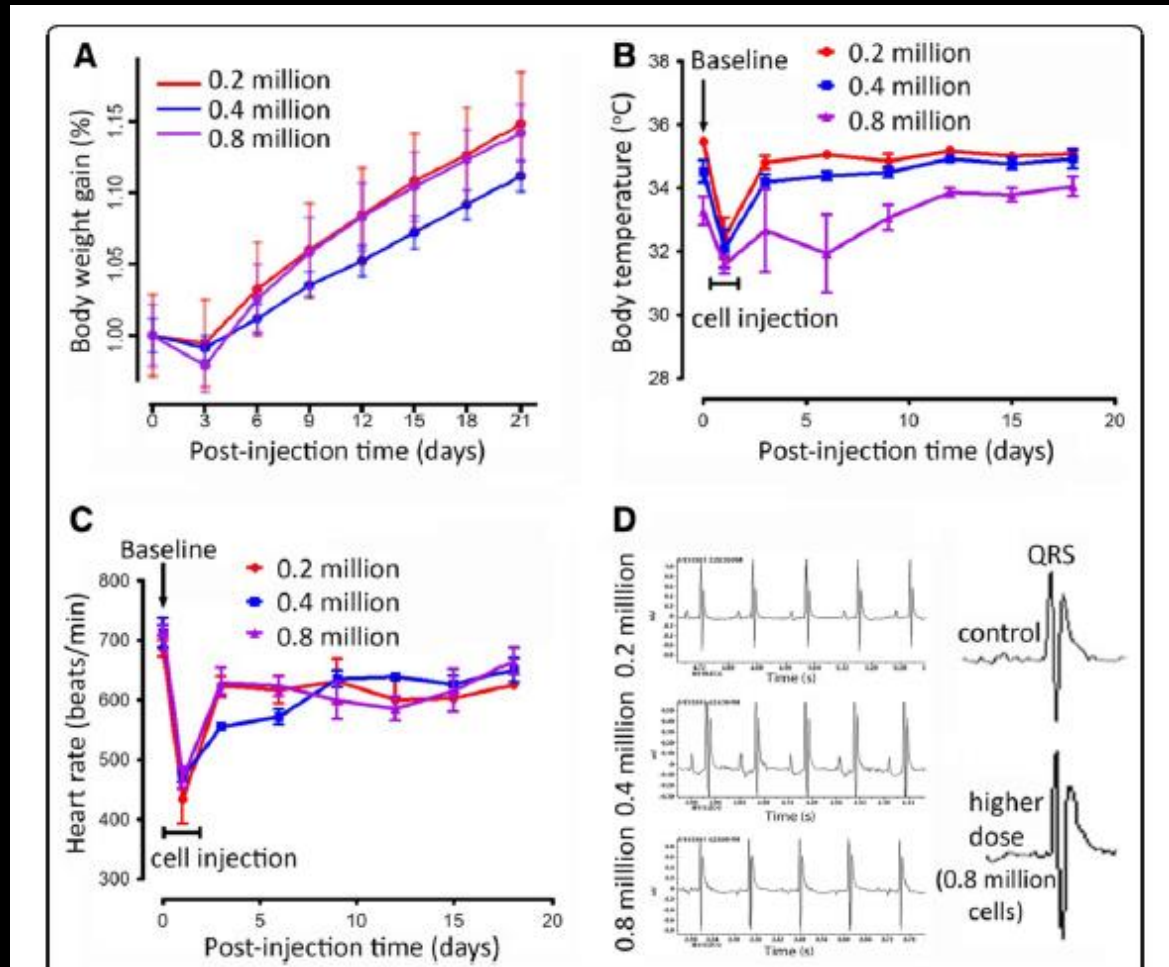 A
0.2 million
0.4 million
0.8 million
Body weight gain (%)
1.15
1.10
1.05
1.00
0 3 6 9 12 15 18 21
Post-injection time (days)
B
Baseline
0.2 million
0.4 million
0.8 million
Body temperature (°C)
38
36
34
32
30
28
cell injection
0 5 10 15 20
Post-injection time (days)
C
Baseline
0.2 million
0.4 million
0.8 million
Heart rate (beats/min)
800
700
600
500
400
300
cell injection
0 5 10 15 20
Post-injection time (days)
D
0.2 milllion
Time (s)
0.4 million
Time (s)
0.8 milllion
Time (s)
QRS
control
higher
dose
(0.8 million
cells)